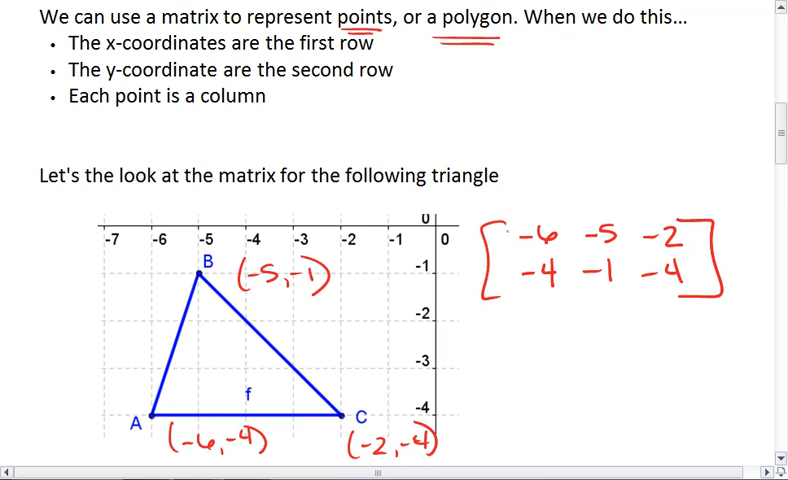 We can use a matrix to represent points, or a polygon. When we do this...
• The x-coordinates are the first row
• The y-coordinate are the second row
• Each point is a column
Let's the look at the matrix for the following triangle
-7 -6 -5 -4 -3 -2 -1 0
0
B (-5,-1) -1
-2
-3
f
-4
A C
(-6,-4) (-2,-4)
[ -6 -5 -2
-4 -1 -4 ]